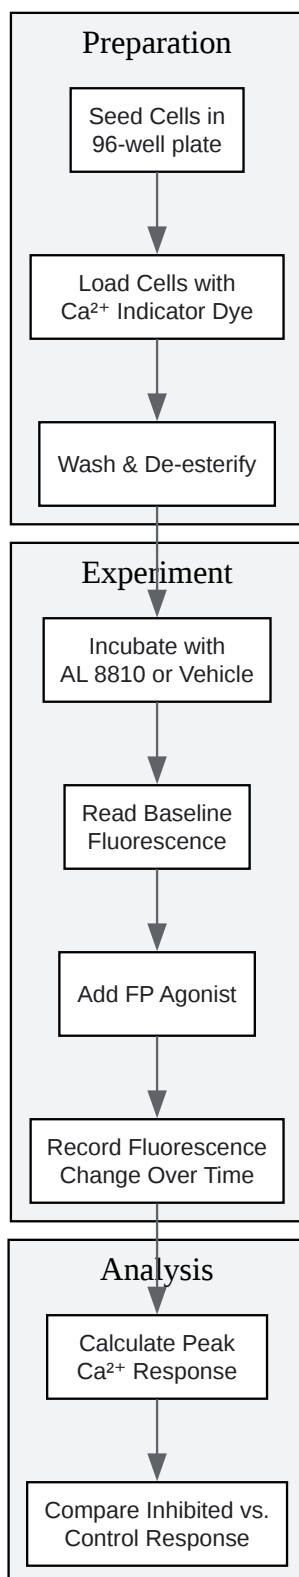 Preparation
Seed Cells in
96-well plate
Load Cells with
Ca²⁺ Indicator Dye
Wash & De-esterify
Experiment
Incubate with
AL 8810 or Vehicle
Read Baseline
Fluorescence
Add FP Agonist
Record Fluorescence
Change Over Time
Analysis
Calculate Peak
Ca²⁺ Response
Compare Inhibited vs.
Control Response